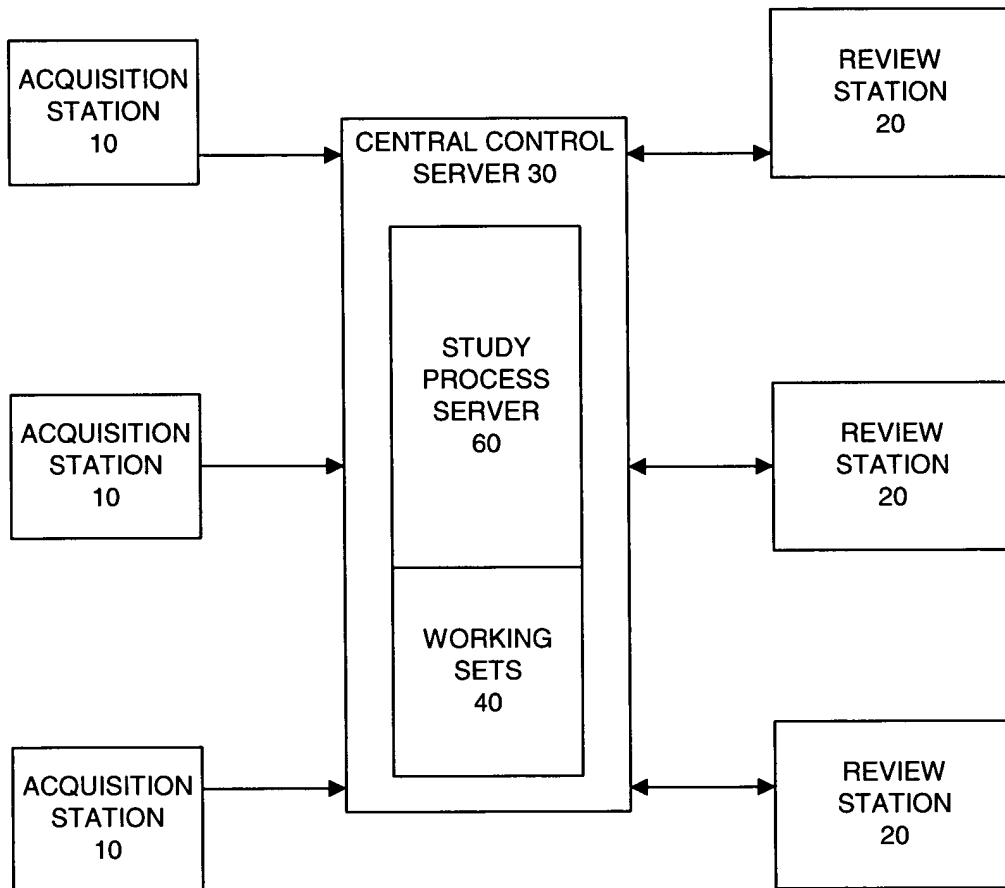 ACQUISITION
STATION
10
ACQUISITION
STATION
10
ACQUISITION
STATION
10
CENTRAL CONTROL
SERVER 30
STUDY
PROCESS
SERVER
60
WORKING
SETS
40
REVIEW
STATION
20
REVIEW
STATION
20
REVIEW
STATION
20